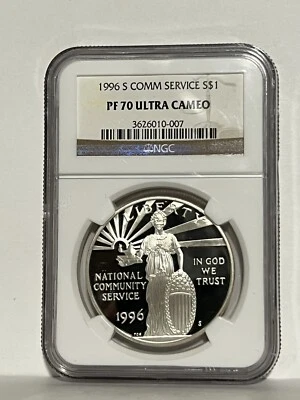 1996 S COMM SERVICE S$1
PF 70 ULTRA CAMEO
3626010-007
NGC
LIBERTY
NATIONAL
COMMUNITY
SERVICE
1996
IN GOD
WE
TRUST
S